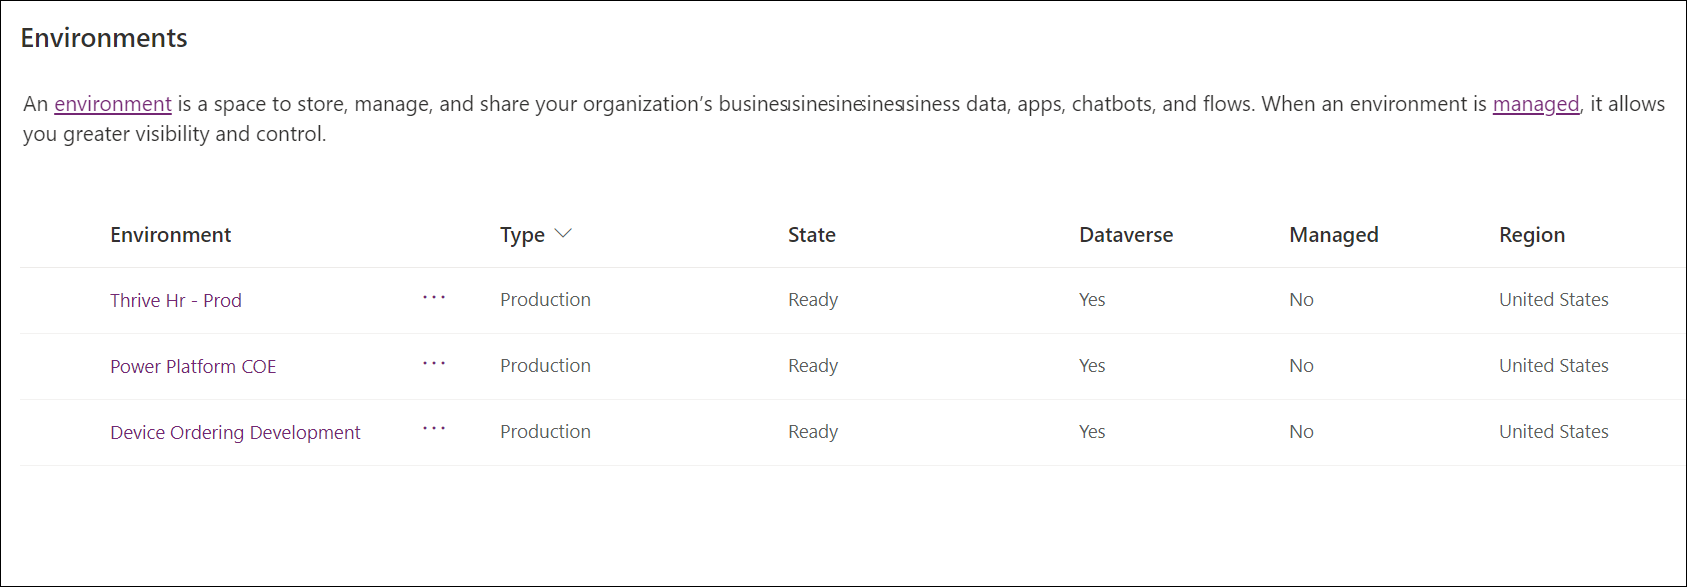 Environments
An environment is a space to store, manage, and share your organization’s businesısinesinesinesısiness data, apps, chatbots, and flows. When an environment is managed, it allows
you greater visibility and control.
Environment Type State Dataverse Managed Region
Thrive Hr - Prod ... Production Ready Yes No United States
Power Platform COE ... Production Ready Yes No United States
Device Ordering Development ... Production Ready Yes No United States